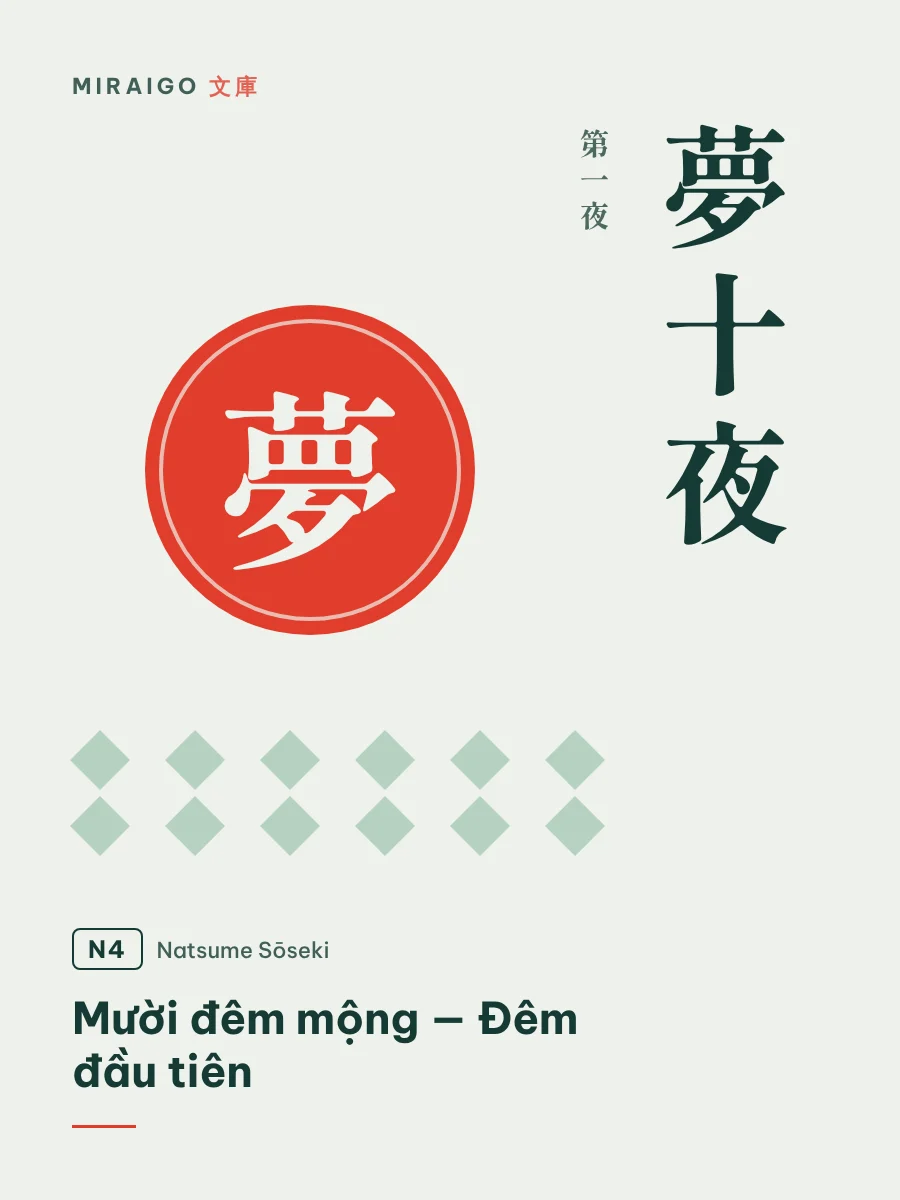 MIRAIGO 文庫
夢十夜
第一夜
夢
N4 Natsume Sōseki
Mười đêm mộng — Đêm
đầu tiên